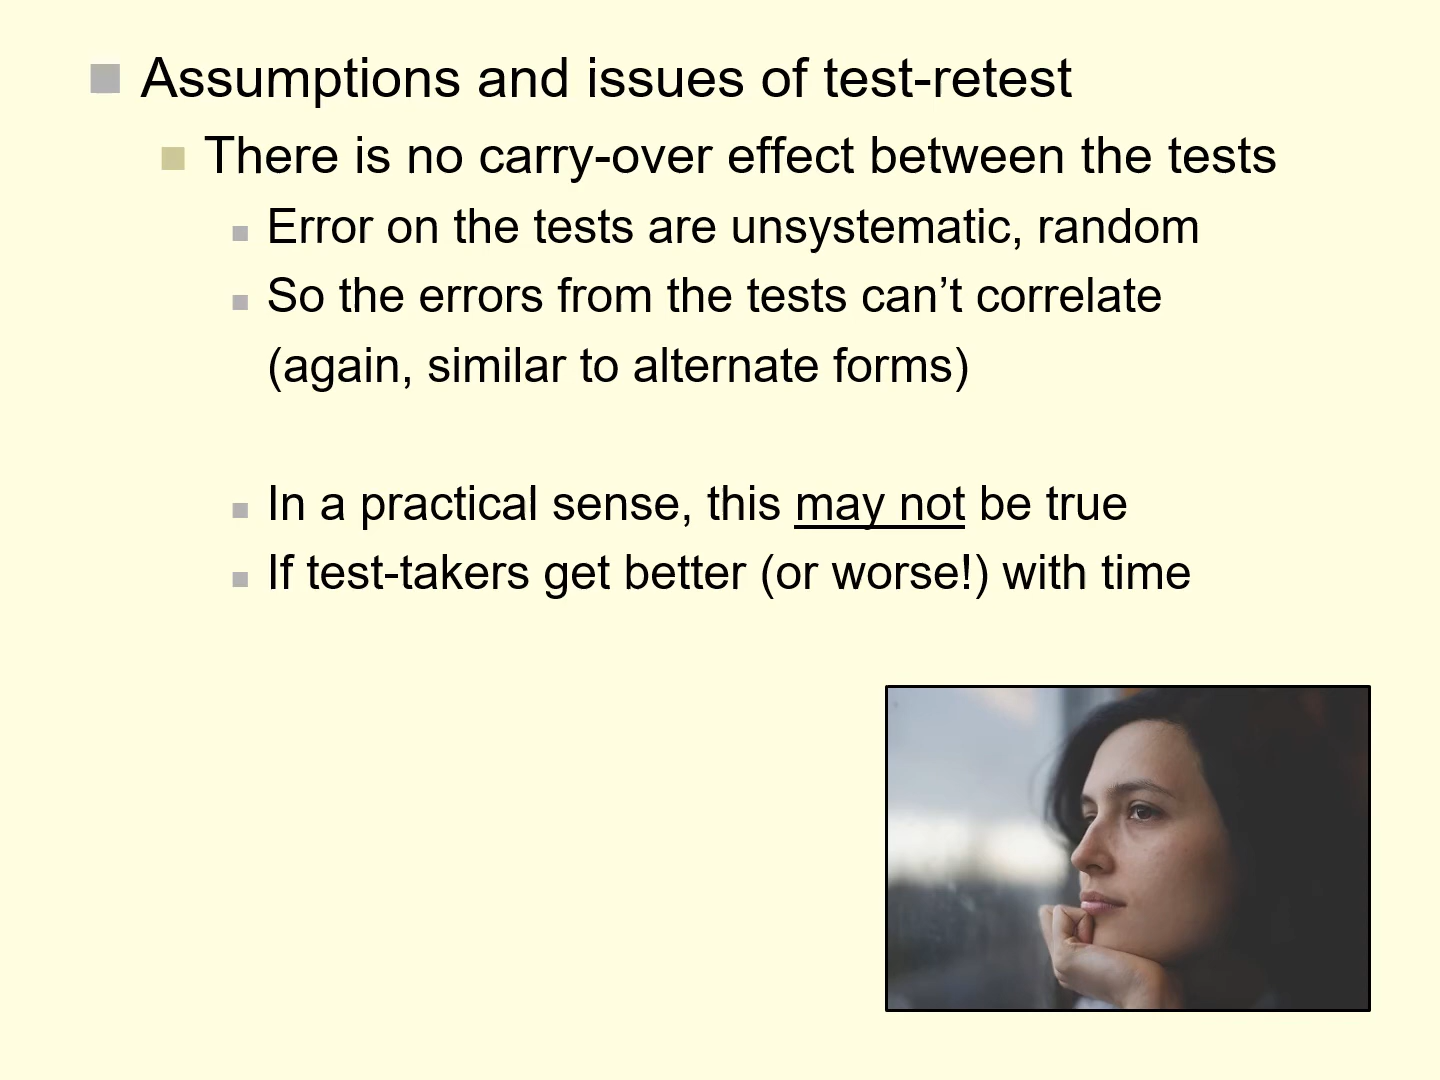 Assumptions and issues of test-retest
There is no carry-over effect between the tests
Error on the tests are unsystematic, random
So the errors from the tests can’t correlate
(again, similar to alternate forms)
In a practical sense, this may not be true
If test-takers get better (or worse!) with time